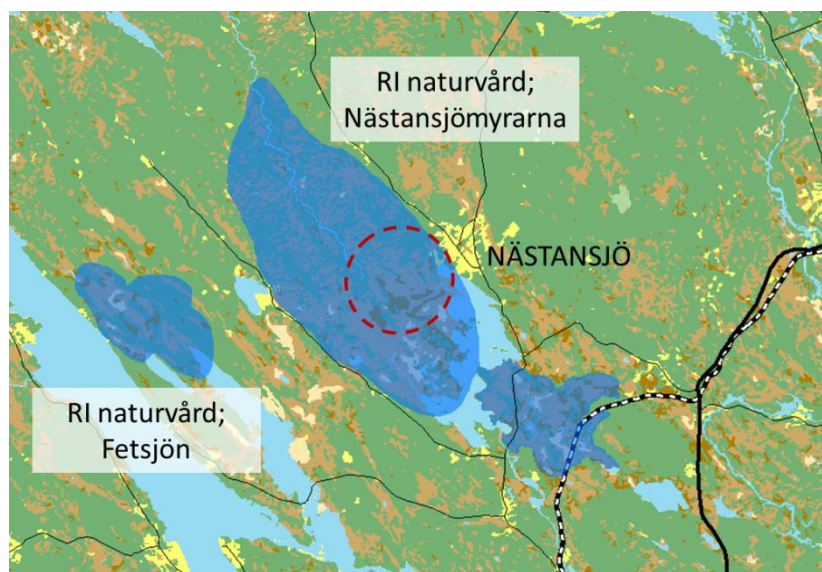 RI naturvård;
Nästansjömyrarna
NÄSTANSJÖ
RI naturvård;
Fetsjön